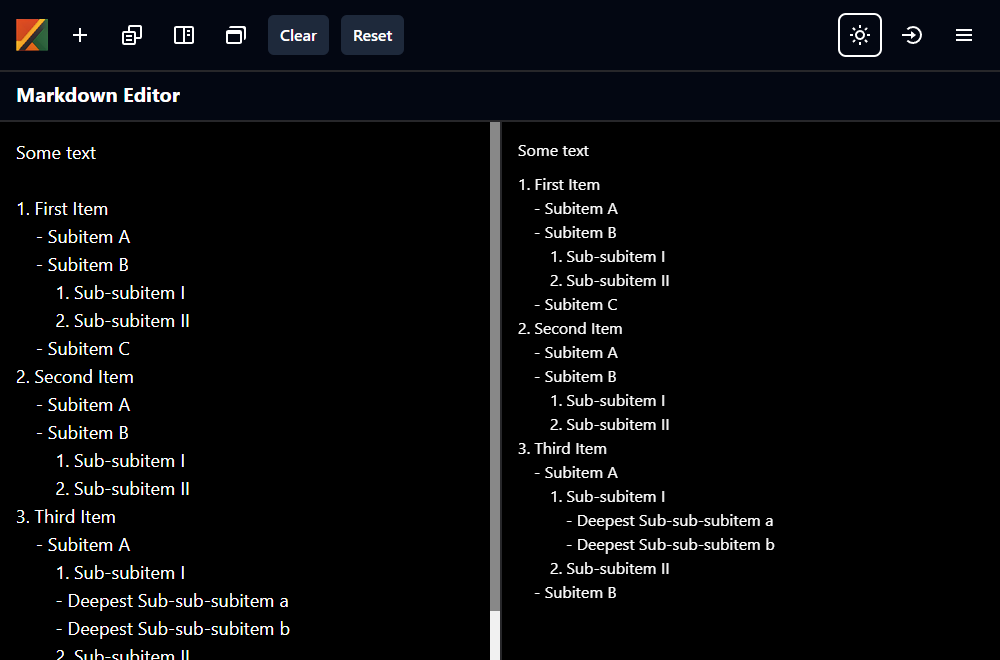 Clear
Reset
Markdown Editor
Some text
1. First Item
- Subitem A
- Subitem B
1. Sub-subitem I
2. Sub-subitem II
- Subitem C
2. Second Item
- Subitem A
- Subitem B
1. Sub-subitem I
2. Sub-subitem II
3. Third Item
- Subitem A
1. Sub-subitem I
- Deepest Sub-sub-subitem a
- Deepest Sub-sub-subitem b
2. Sub-subitem II
Some text
1. First Item
- Subitem A
- Subitem B
1. Sub-subitem I
2. Sub-subitem II
- Subitem C
2. Second Item
- Subitem A
- Subitem B
1. Sub-subitem I
2. Sub-subitem II
3. Third Item
- Subitem A
1. Sub-subitem I
- Deepest Sub-sub-subitem a
- Deepest Sub-sub-subitem b
2. Sub-subitem II
- Subitem B